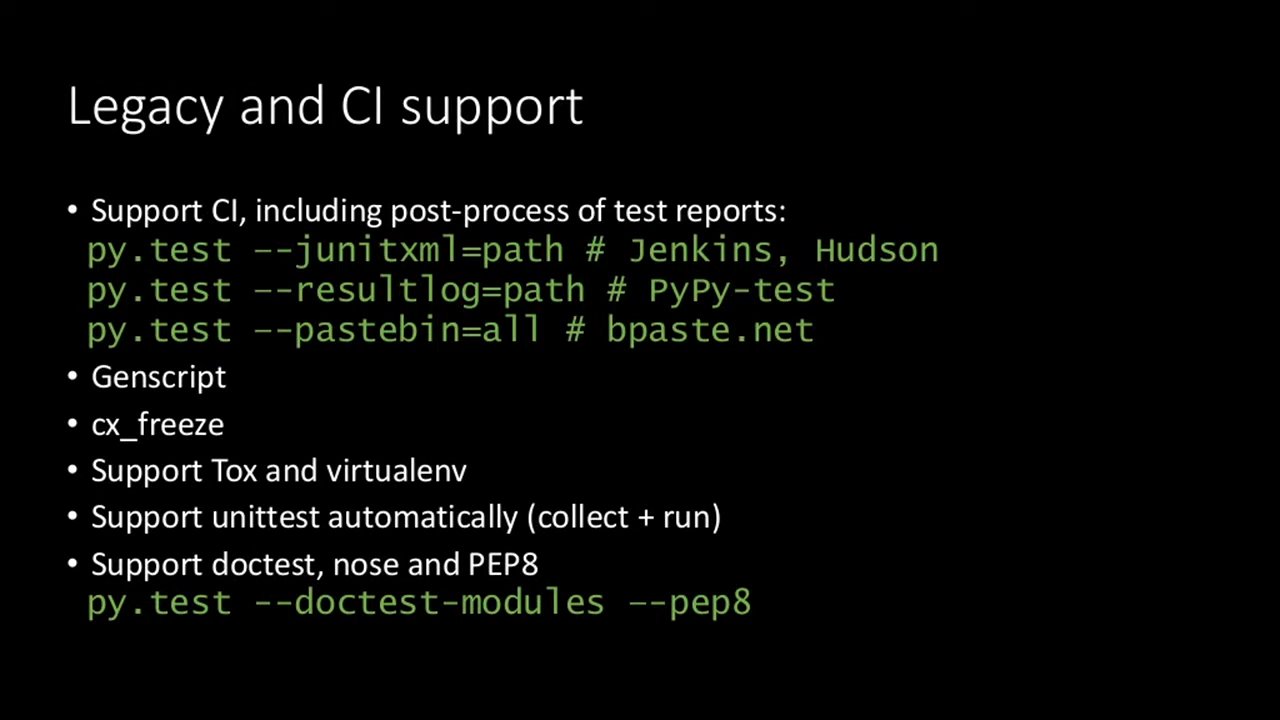 Legacy and CI support
• Support CI, including post-process of test reports:
py.test –-junitxml=path # Jenkins, Hudson
py.test –-resultlog=path # PyPy-test
py.test –-pastebin=all # bpaste.net
• Genscript
• cx_freeze
• Support Tox and virtualenv
• Support unittest automatically (collect + run)
• Support doctest, nose and PEP8
py.test --doctest-modules –-pep8